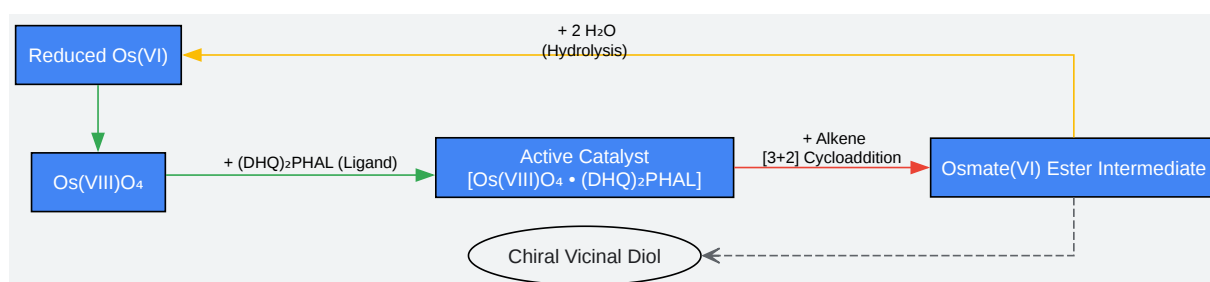 + 2 H₂O
(Hydrolysis)
Reduced Os(VI)
Os(VIII)O₄
+ (DHQ)₂PHAL (Ligand)
Active Catalyst
[Os(VIII)O₄ • (DHQ)₂PHAL]
+ Alkene
[3+2] Cycloaddition
Osmate(VI) Ester Intermediate
Chiral Vicinal Diol